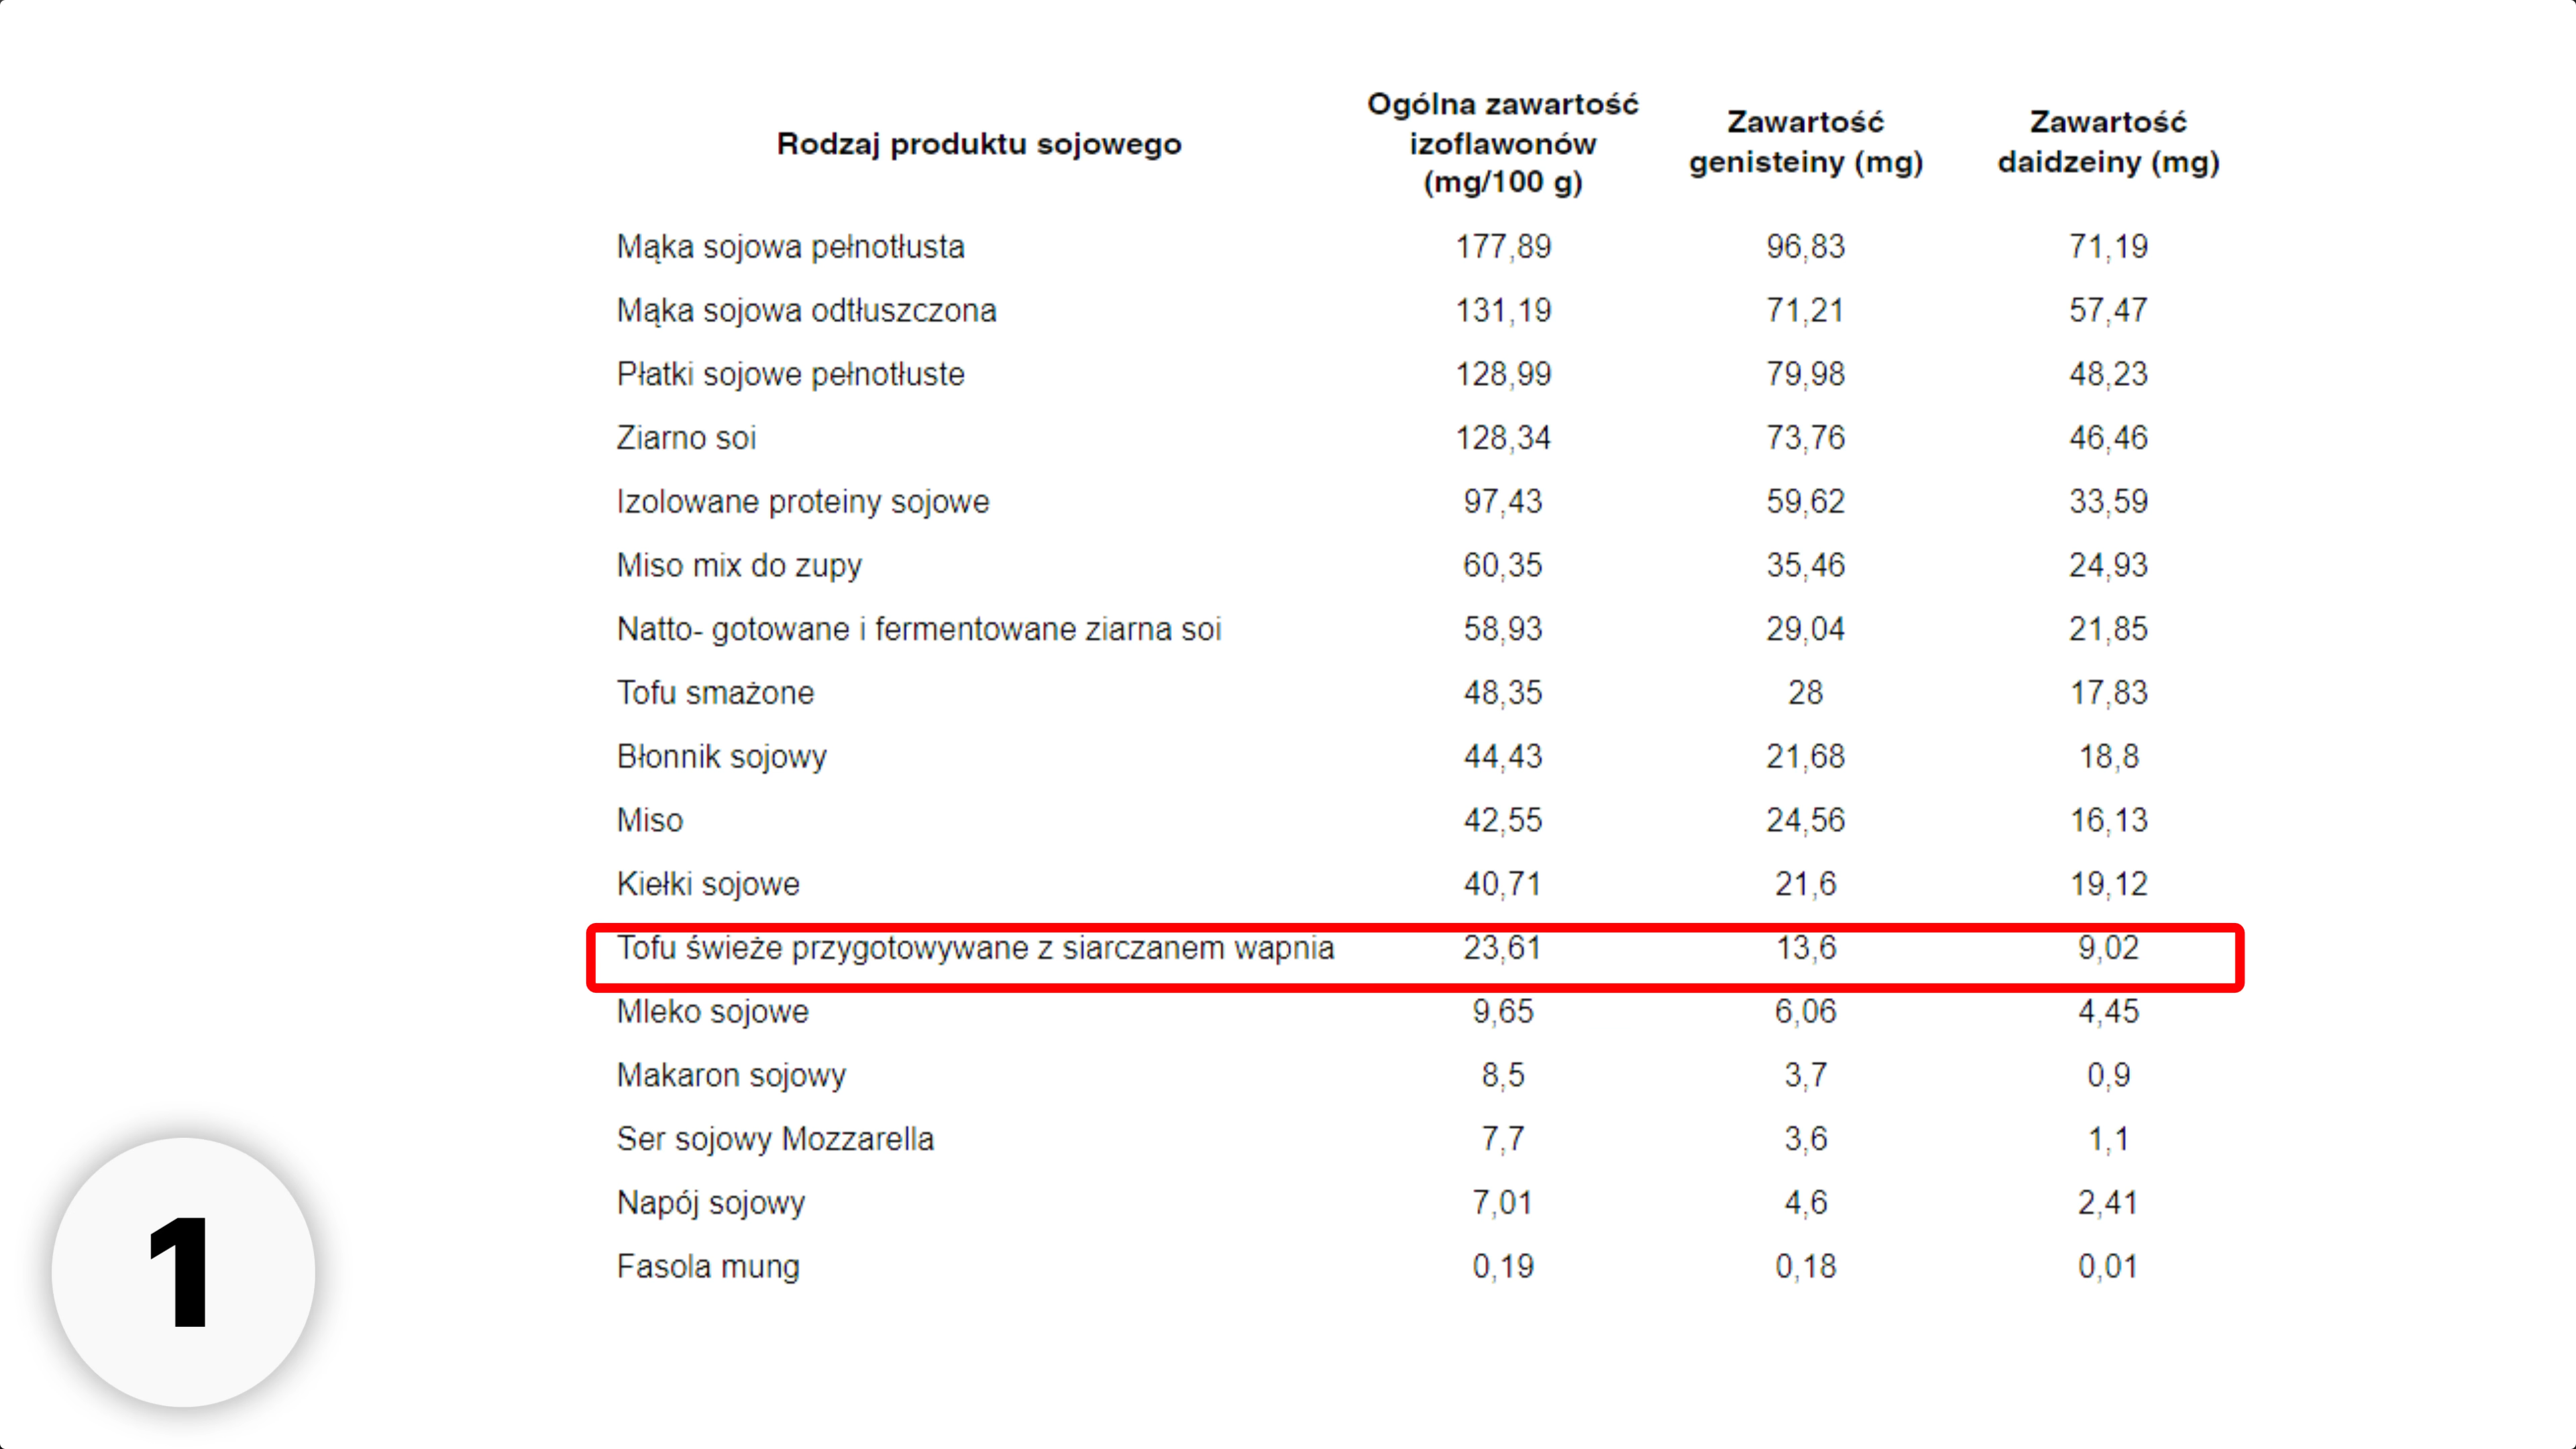 Rodzaj produktu sojowego Ogólna zawartość izoflawonów (mg/100 g) Zawartość genisteiny (mg) Zawartość daidzeiny (mg)
Mąka sojowa pełnotłusta 177,89 96,83 71,19
Mąka sojowa odtłuszczona 131,19 71,21 57,47
Płatki sojowe pełnotłuste 128,99 79,98 48,23
Ziarno soi 128,34 73,76 46,46
Izolowane proteiny sojowe 97,43 59,62 33,59
Miso mix do zupy 60,35 35,46 24,93
Natto- gotowane i fermentowane ziarna soi 58,93 29,04 21,85
Tofu smażone 48,35 28 17,83
Błonnik sojowy 44,43 21,68 18,8
Miso 42,55 24,56 16,13
Kiełki sojowe 40,71 21,6 19,12
Tofu świeże przygotowywane z siarczanem wapnia 23,61 13,6 9,02
Mleko sojowe 9,65 6,06 4,45
Makaron sojowy 8,5 3,7 0,9
Ser sojowy Mozzarella 7,7 3,6 1,1
Napój sojowy 7,01 4,6 2,41
Fasola mung 0,19 0,18 0,01
1